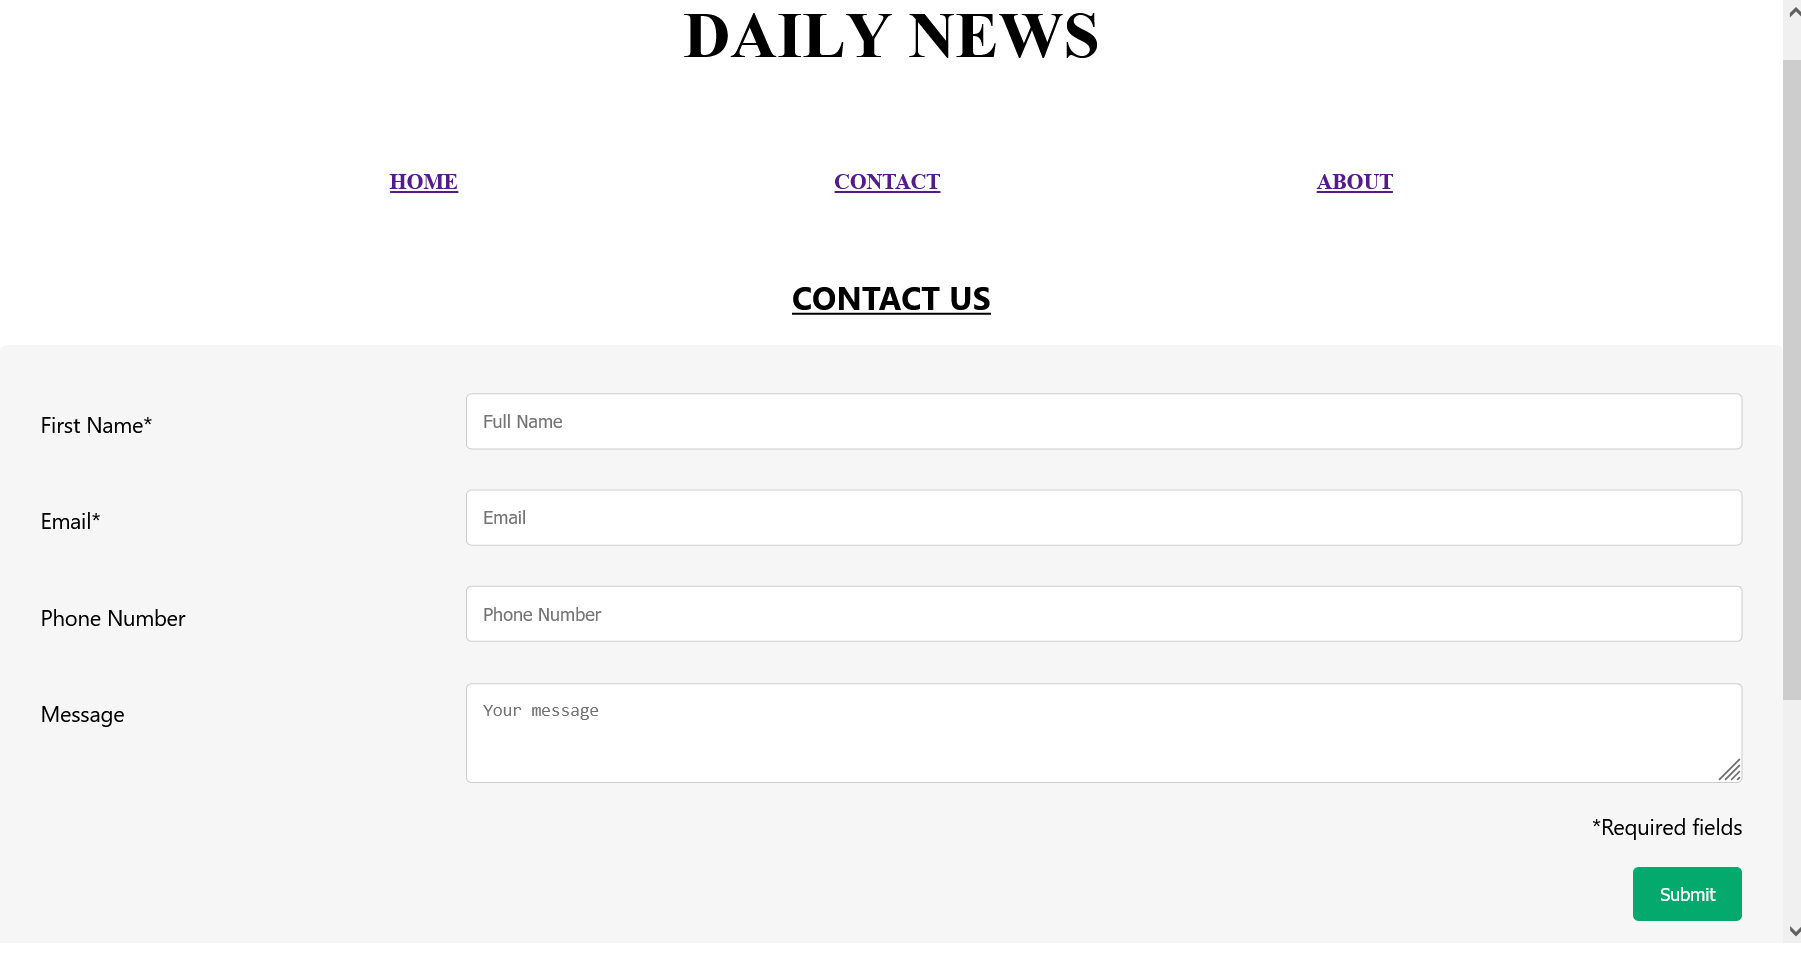 DAILY NEWS
HOME CONTACT ABOUT
CONTACT US
First Name* Full Name
Email* Email
Phone Number Phone Number
Message Your message
*Required fields
Submit